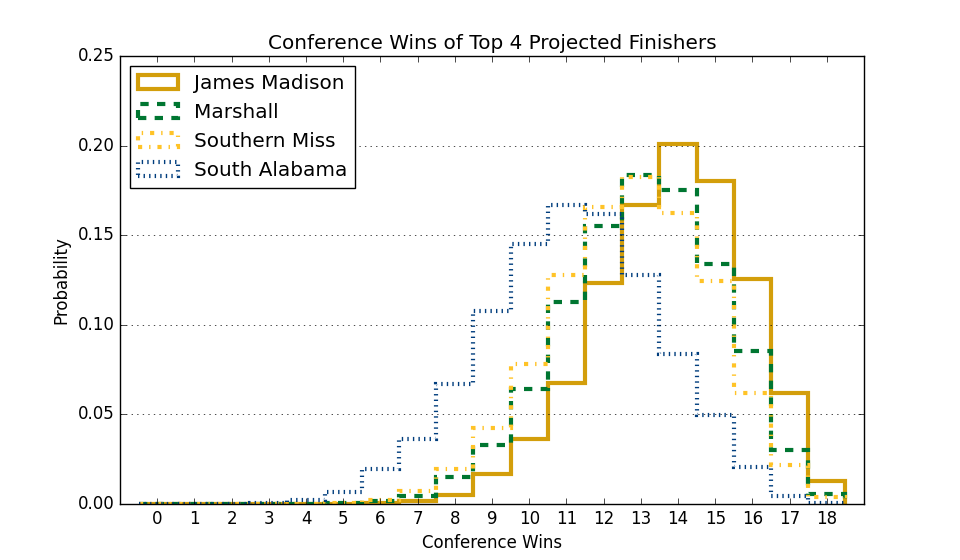 Conference Wins of Top 4 Projected Finishers
James Madison
Marshall
Southern Miss
South Alabama
Probability
0.25
0.20
0.15
0.10
0.05
0.00
0 1 2 3 4 5 6 7 8 9 10 11 12 13 14 15 16 17 18
Conference Wins